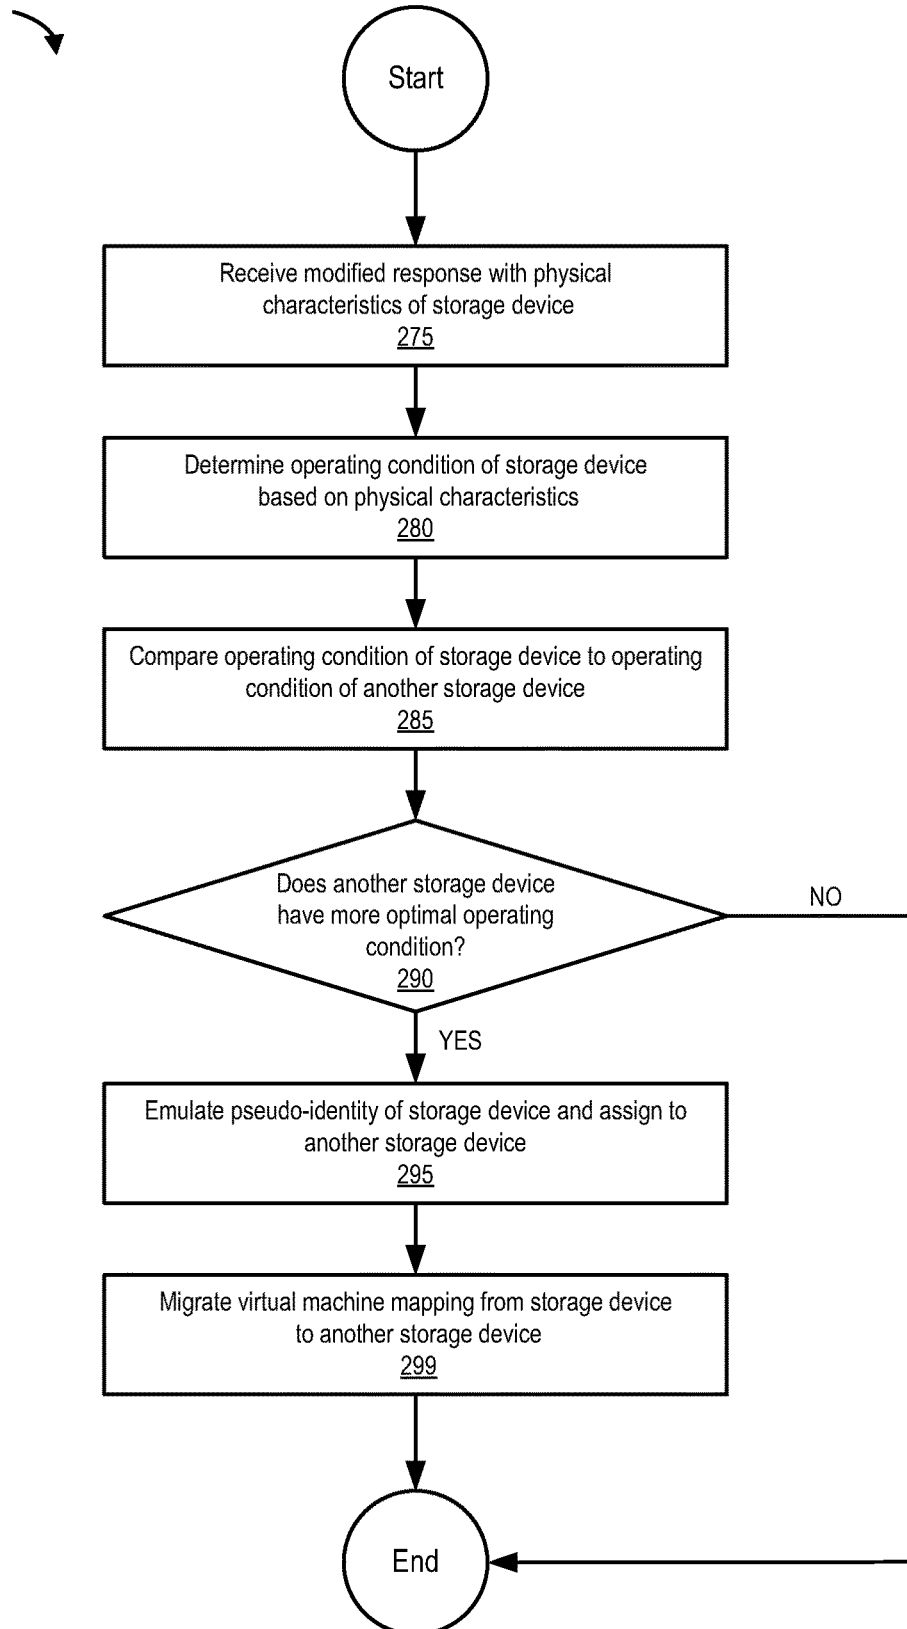 Start
Receive modified response with physical
characteristics of storage device
275
Determine operating condition of storage device
based on physical characteristics
280
Compare operating condition of storage device to operating
condition of another storage device
285
Does another storage device
have more optimal operating
condition?
290
NO
YES
Emulate pseudo-identity of storage device and assign to
another storage device
295
Migrate virtual machine mapping from storage device
to another storage device
299
End